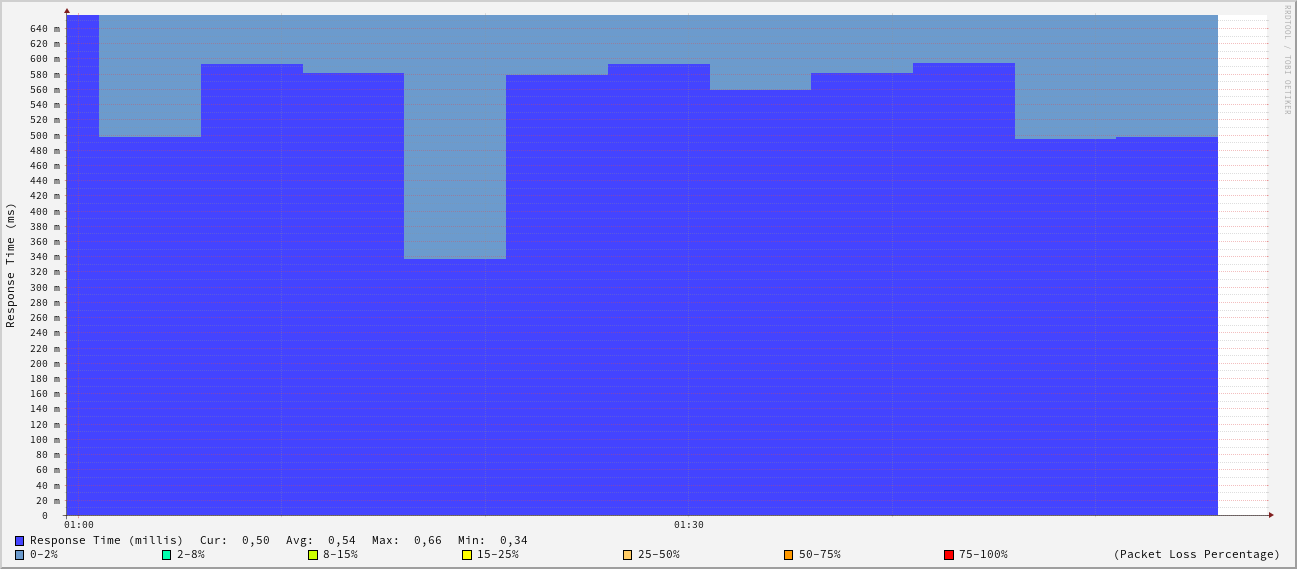 RRDTOOL / TOBI OETIKER
Response Time (ms)
640 m
620 m
600 m
580 m
560 m
540 m
520 m
500 m
480 m
460 m
440 m
420 m
400 m
380 m
360 m
340 m
320 m
300 m
280 m
260 m
240 m
220 m
200 m
180 m
160 m
140 m
120 m
100 m
80 m
60 m
40 m
20 m
0
01:00 01:30
Response Time (millis) Cur: 0,50 Avg: 0,54 Max: 0,66 Min: 0,34
0-2% 2-8% 8-15% 15-25% 25-50% 50-75% 75-100% (Packet Loss Percentage)